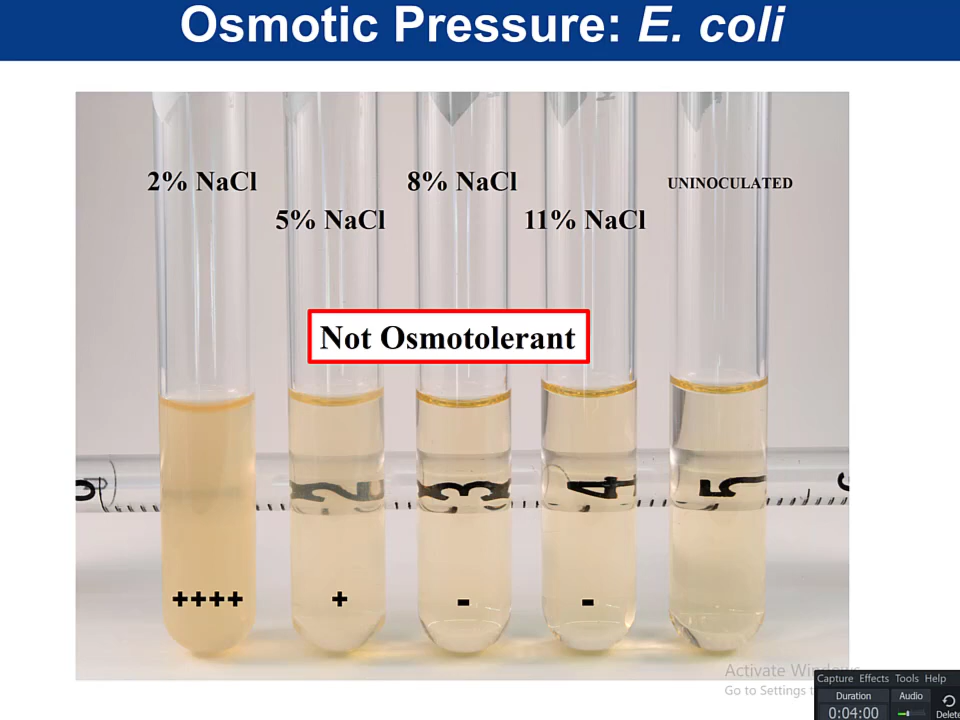 Osmotic Pressure: E. coli
2% NaCl
5% NaCl
8% NaCl
11% NaCl
UNINOCULATED
Not Osmotolerant
2
3
4
5
++++
+
-
-
Activate Windows
Go to Settings t
Capture Effects Tools Help
Duration
Audio
0:04:00
Delete